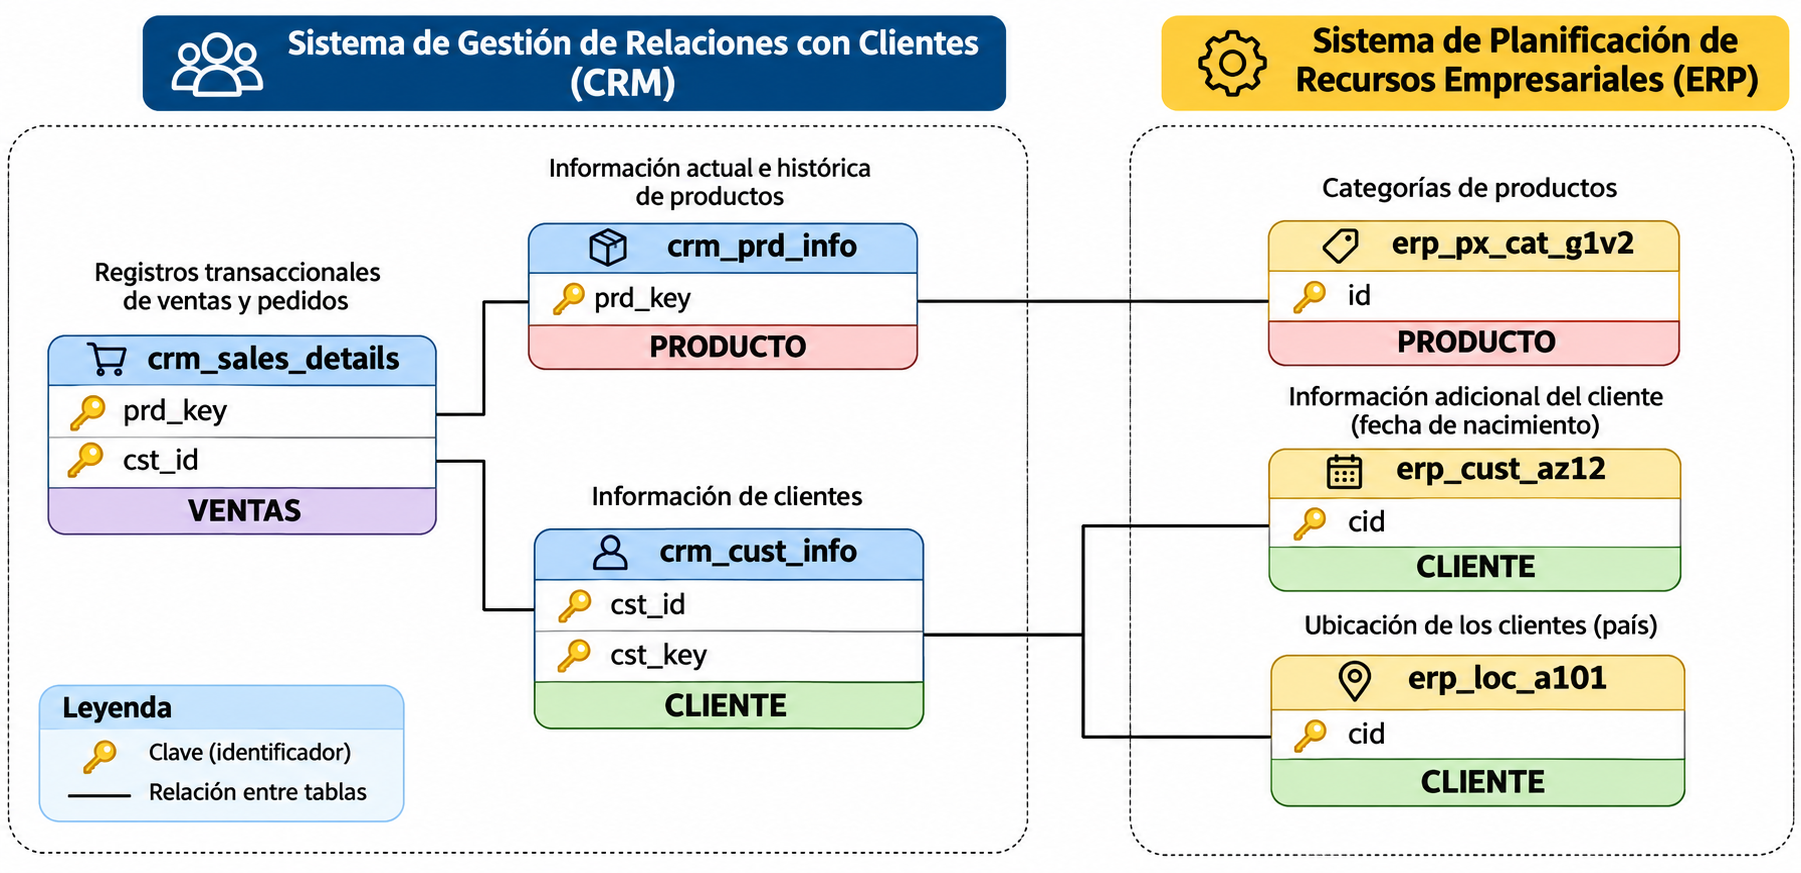 Sistema de Gestión de Relaciones con Clientes
(CRM)
Sistema de Planificación de
Recursos Empresariales (ERP)
Registros transaccionales
de ventas y pedidos
crm_sales_details
prd_key
cst_id
VENTAS
Información actual e histórica
de productos
crm_prd_info
prd_key
PRODUCTO
Información de clientes
crm_cust_info
cst_id
cst_key
CLIENTE
Leyenda
Clave (identificador)
Relación entre tablas
Categorías de productos
erp_px_cat_g1v2
id
PRODUCTO
Información adicional del cliente
(fecha de nacimiento)
erp_cust_az12
cid
CLIENTE
Ubicación de los clientes (país)
erp_loc_a101
cid
CLIENTE